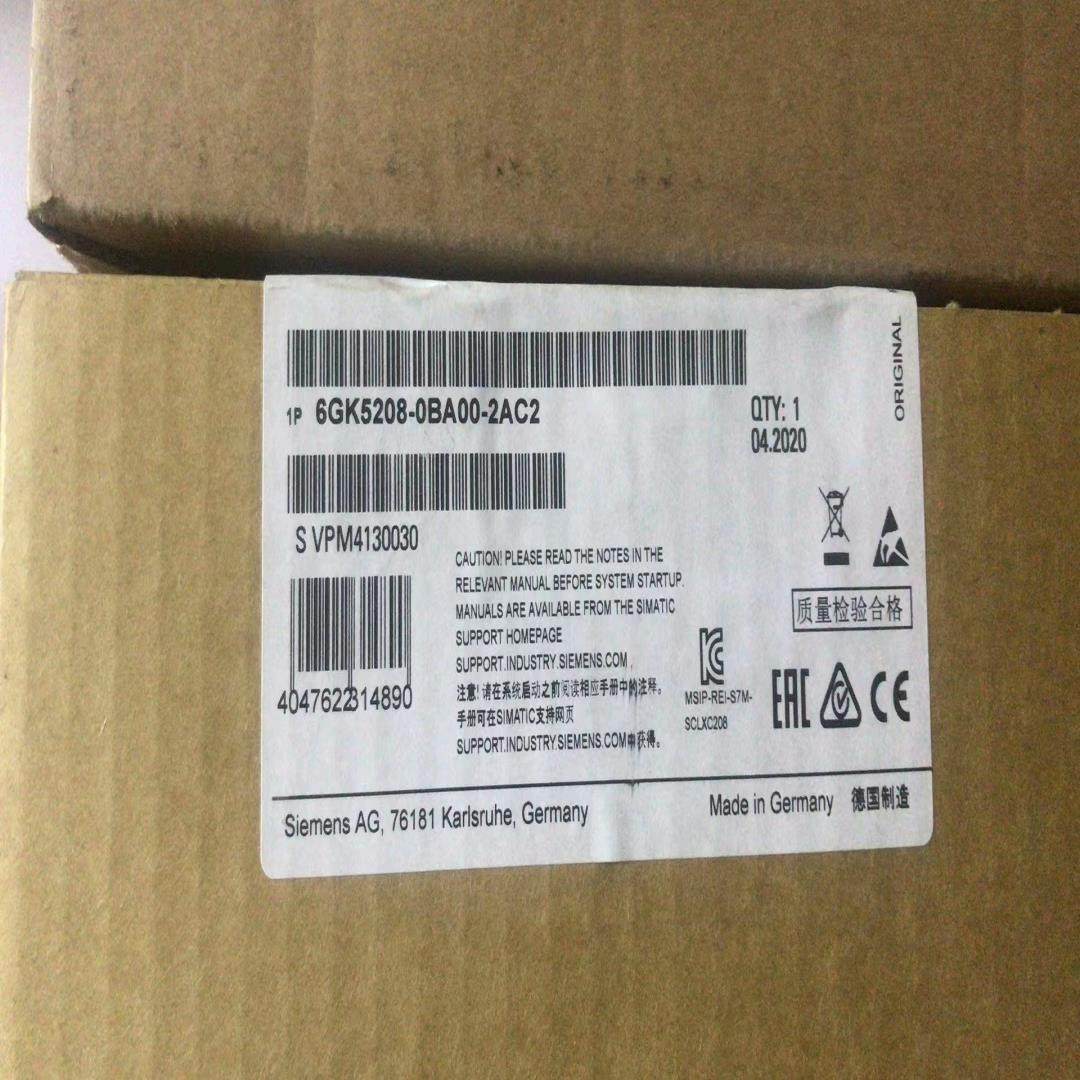 ORIGINAL
1P 6GK5208-0BA00-2AC2
QTY: 1
04.2020
S VPM4130030
4047622314890
CAUTION! PLEASE READ THE NOTES IN THE
RELEVANT MANUAL BEFORE SYSTEM STARTUP.
MANUALS ARE AVAILABLE FROM THE SIMATIC
SUPPORT HOMEPAGE
SUPPORT.INDUSTRY.SIEMENS.COM,
注意!请在系统启动之前阅读相应手册中的注释。
手册可在SIMATIC支持网页
SUPPORT.INDUSTRY.SIEMENS.COM中获得。
质量检验合格
MSIP-REI-S7M-
SCLXC208
EAC
CE
Siemens AG, 76181 Karlsruhe, Germany
Made in Germany 德国制造